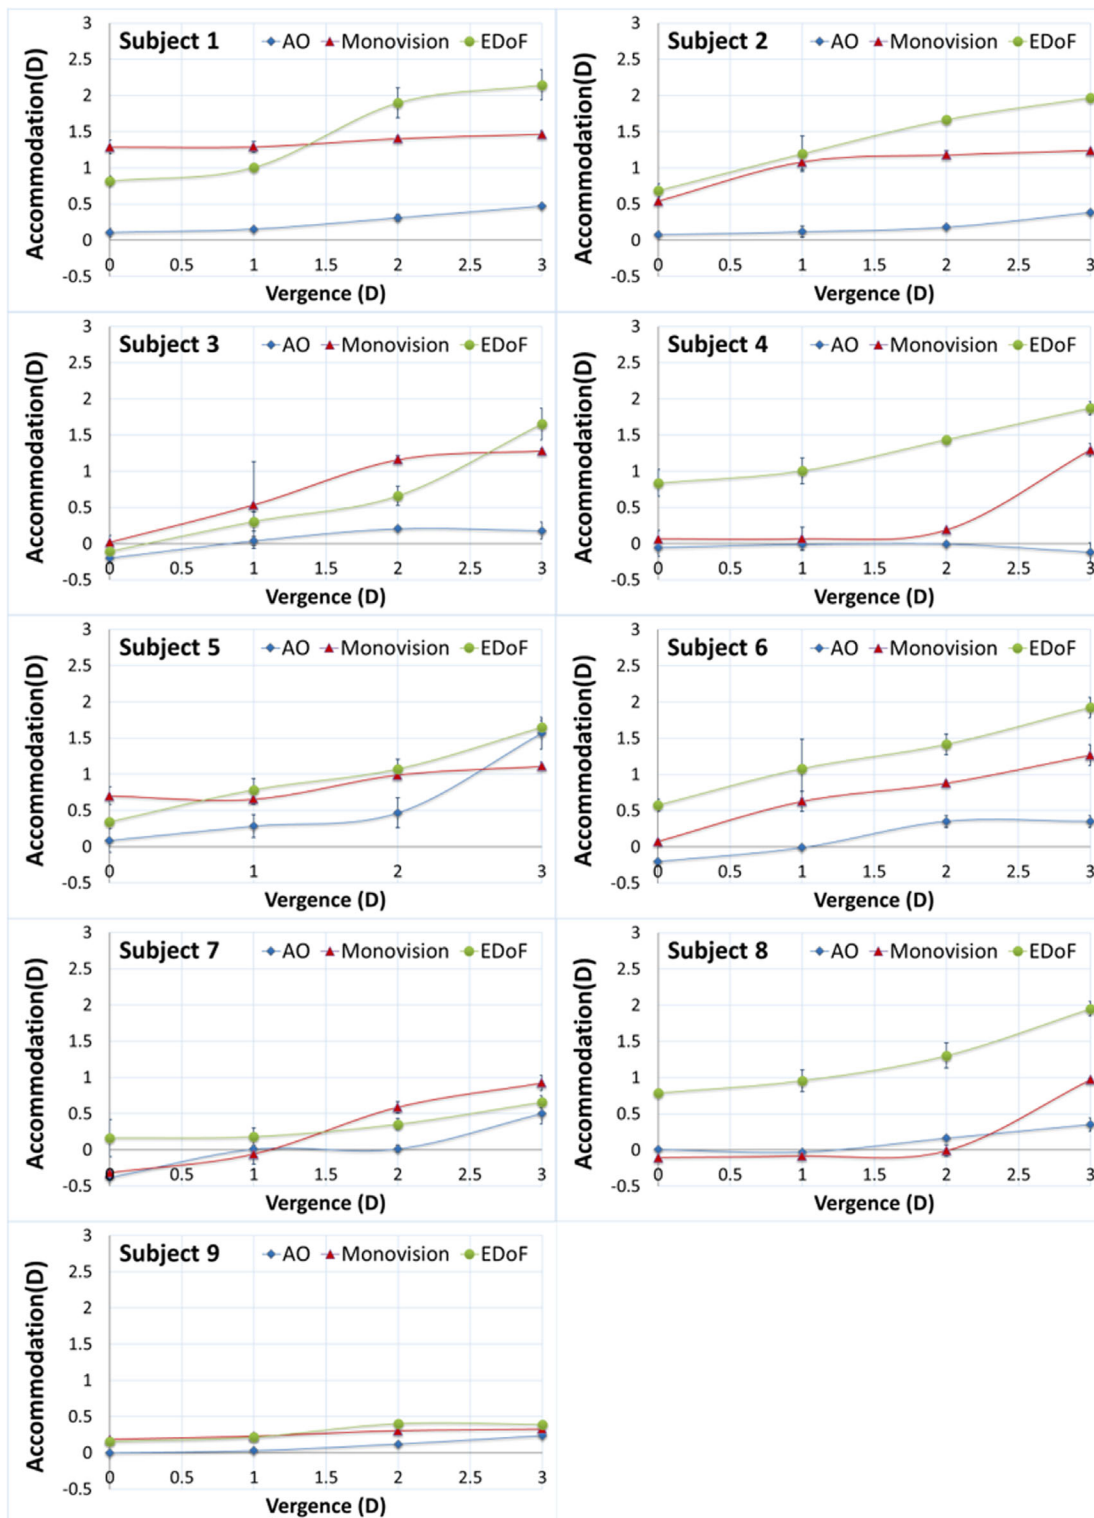 Subject 1 AO Monovision EDoF
Accommodation(D)
3
2.5
2
1.5
1
0.5
0
-0.5
0 0.5 1 1.5 2 2.5 3
Vergence (D)
Subject 2 AO Monovision EDoF
Accommodation(D)
3
2.5
2
1.5
1
0.5
0
-0.5
0 0.5 1 1.5 2 2.5 3
Vergence (D)
Subject 3 AO Monovision EDoF
Accommodation(D)
3
2.5
2
1.5
1
0.5
0
-0.5
0 0.5 1 1.5 2 2.5 3
Vergence (D)
Subject 4 AO Monovision EDoF
Accommodation(D)
3
2.5
2
1.5
1
0.5
0
-0.5
0 0.5 1 1.5 2 2.5 3
Vergence (D)
Subject 5 AO Monovision EDoF
Accommodation(D)
3
2.5
2
1.5
1
0.5
0
-0.5
0 0.5 1 1.5 2 2.5 3
Vergence (D)
Subject 6 AO Monovision EDoF
Accommodation(D)
3
2.5
2
1.5
1
0.5
0
-0.5
0 0.5 1 1.5 2 2.5 3
Vergence (D)
Subject 7 AO Monovision EDoF
Accommodation(D)
3
2.5
2
1.5
1
0.5
0
-0.5
0 0.5 1 1.5 2 2.5 3
Vergence (D)
Subject 8 AO Monovision EDoF
Accommodation(D)
3
2.5
2
1.5
1
0.5
0
-0.5
0 0.5 1 1.5 2 2.5 3
Vergence (D)
Subject 9 AO Monovision EDoF
Accommodation(D)
3
2.5
2
1.5
1
0.5
0
-0.5
0 0.5 1 1.5 2 2.5 3
Vergence (D)